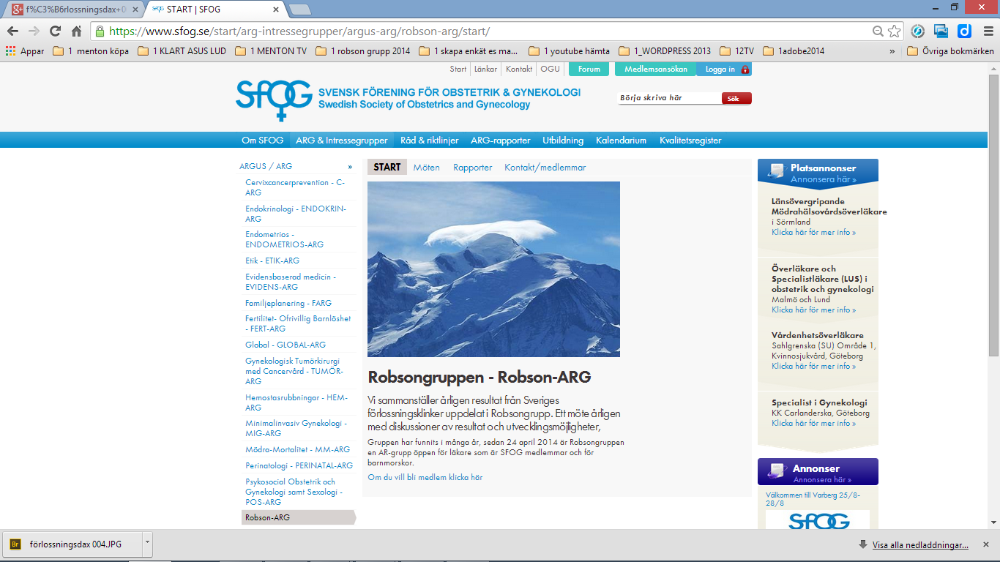 f%C3%B6rlossningsdax+0
START | SFOG
https://www.sfog.se/start/arg-intressegrupper/argus-arg/robson-arg/start/
Appar 1 menton köpa 1 KLART ASUS LUD 1 MENTON TV 1 robson grupp 2014 1 skapa enkät es ma... 1 youtube hämta 1_WORDPRESS 2013 12TV 1adobe2014 » Övriga bokmärken
Start Länkar Kontakt OGU Forum Medlemsansökan Logga in
SFOG
SVENSK FÖRENING FÖR OBSTETRIK & GYNEKOLOGI
Swedish Society of Obstetrics and Gynecology
Börja skriva här Sök
Om SFOG ARG & Intressegrupper Råd & riktlinjer ARG-rapporter Utbildning Kalendarium Kvalitetsregister
ARGUS / ARG »
Cervixcancerprevention - C-
ARG
Endokrinologi - ENDOKRIN-
ARG
Endometrios -
ENDOMETRIOS-ARG
Etik - ETIK-ARG
Evidensbaserad medicin -
EVIDENS-ARG
Familjeplanering - FARG
Fertilitet- Ofrivillig Barnlöshet
- FERT-ARG
Global - GLOBAL-ARG
Gynekologisk Tumörkirurgi
med Cancervård - TUMÖR-
ARG
Hemostasrubbningar - HEM-
ARG
Minimalinvasiv Gynekologi -
MIG-ARG
Mödra-Mortalitet - MM-ARG
Perinatologi - PERINATAL-ARG
Psykosocial Obstetrik och
Gynekologi samt Sexologi -
POS-ARG
Robson-ARG
START Möten Rapporter Kontakt/medlemmar
Robsongruppen - Robson-ARG
Vi sammanställer årligen resultat från Sveriges
förlossningsklinker uppdelat i Robsongrupp. Ett möte årligen
med diskussioner av resultat och utvecklingsmöjligheter,
Gruppen har funnits i många år, sedan 24 april 2014 är Robsongruppen
en AR-grupp öppen för läkare som är SFOG medlemmar och för
barnmorskor.
Om du vill bli medlem klicka här
Platsannonser
Annonsera här »
Länsövergripande
Mödrahälsovårdsöverläkare
i Sörmland
Klicka här för mer info »
Överläkare och
Specialistläkare (LUS) i
obstetrik och gynekologi
Malmö och Lund
Klicka här för mer info »
Vårdenhetsöverläkare
Sahlgrenska (SU) Område 1,
Kvinnosjukvård, Göteborg
Klicka här för mer info »
Specialist i Gynekologi
KK Carlanderska, Göteborg
Klicka här för mer info »
Annonser
Annonsera här »
Välkommen till Varberg 25/8-
28/8
SFOG
Br förlossningsdax 004.JPG
Visa alla nedladdningar...